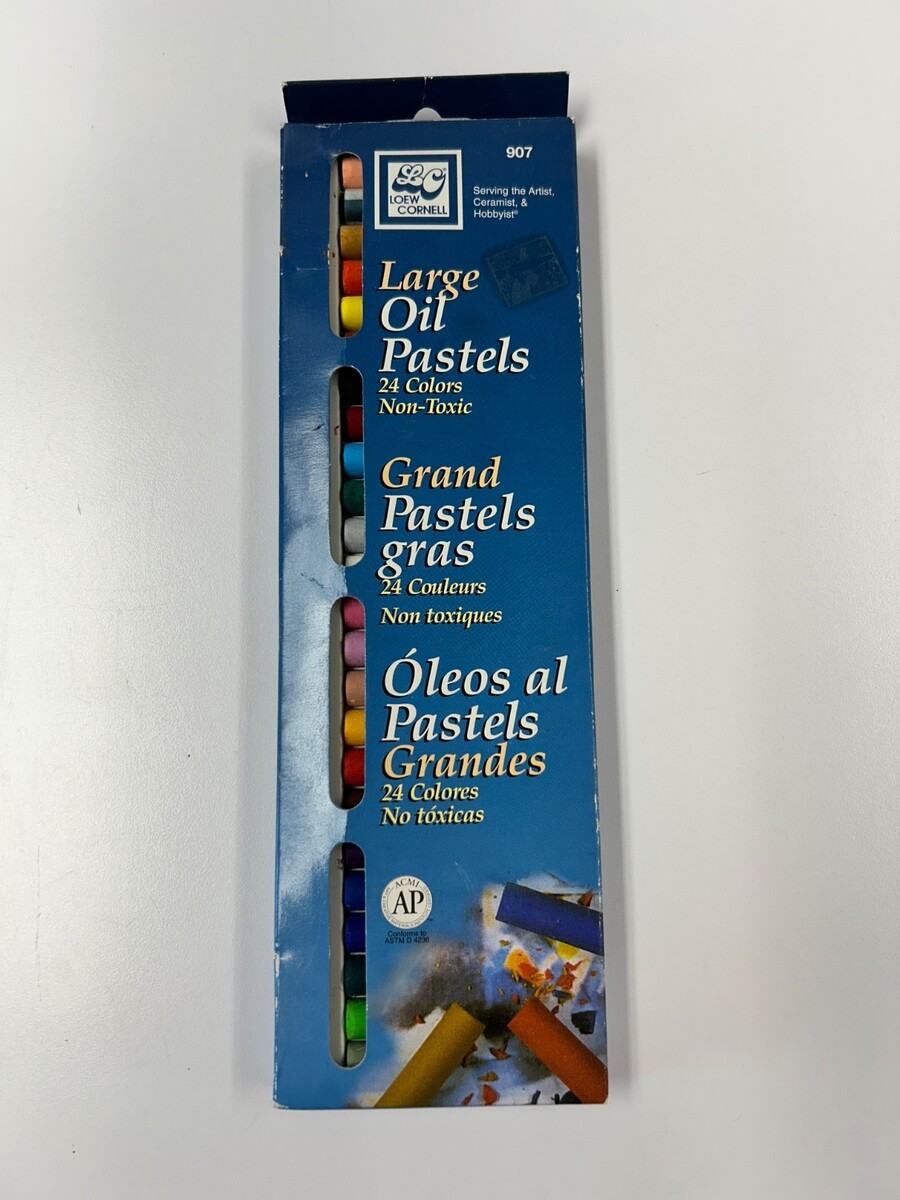 907
LC®
LOEW
CORNELL
Serving the Artist,
Ceramist, &
Hobbyist®
Large
Oil
Pastels
24 Colors
Non-Toxic
Grand
Pastels
gras
24 Couleurs
Non toxiques
Óleos al
Pastels
Grandes
24 Colores
No tóxicas
ACMI
AP
Conforms to
ASTM D 4236